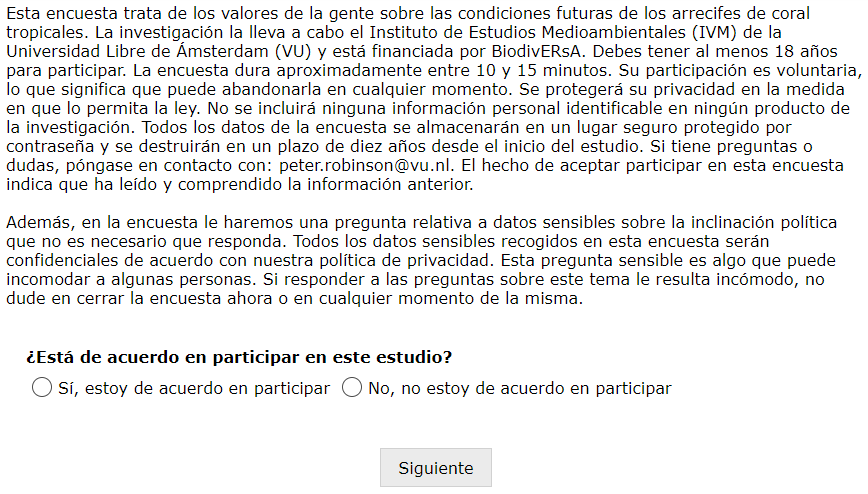 Esta encuesta trata de los valores de la gente sobre las condiciones futuras de los arrecifes de coral
tropicales. La investigación la lleva a cabo el Instituto de Estudios Medioambientales (IVM) de la
Universidad Libre de Ámsterdam (VU) y está financiada por BiodivERsA. Debes tener al menos 18 años
para participar. La encuesta dura aproximadamente entre 10 y 15 minutos. Su participación es voluntaria,
lo que significa que puede abandonarla en cualquier momento. Se protegerá su privacidad en la medida
en que lo permita la ley. No se incluirá ninguna información personal identificable en ningún producto de
la investigación. Todos los datos de la encuesta se almacenarán en un lugar seguro protegido por
contraseña y se destruirán en un plazo de diez años desde el inicio del estudio. Si tiene preguntas o
dudas, póngase en contacto con: peter.robinson@vu.nl. El hecho de aceptar participar en esta encuesta
indica que ha leído y comprendido la información anterior.
Además, en la encuesta le haremos una pregunta relativa a datos sensibles sobre la inclinación política
que no es necesario que responda. Todos los datos sensibles recogidos en esta encuesta serán
confidenciales de acuerdo con nuestra política de privacidad. Esta pregunta sensible es algo que puede
incomodar a algunas personas. Si responder a las preguntas sobre este tema le resulta incómodo, no
dude en cerrar la encuesta ahora o en cualquier momento de la misma.
¿Está de acuerdo en participar en este estudio?
Sí, estoy de acuerdo en participar No, no estoy de acuerdo en participar
Siguiente